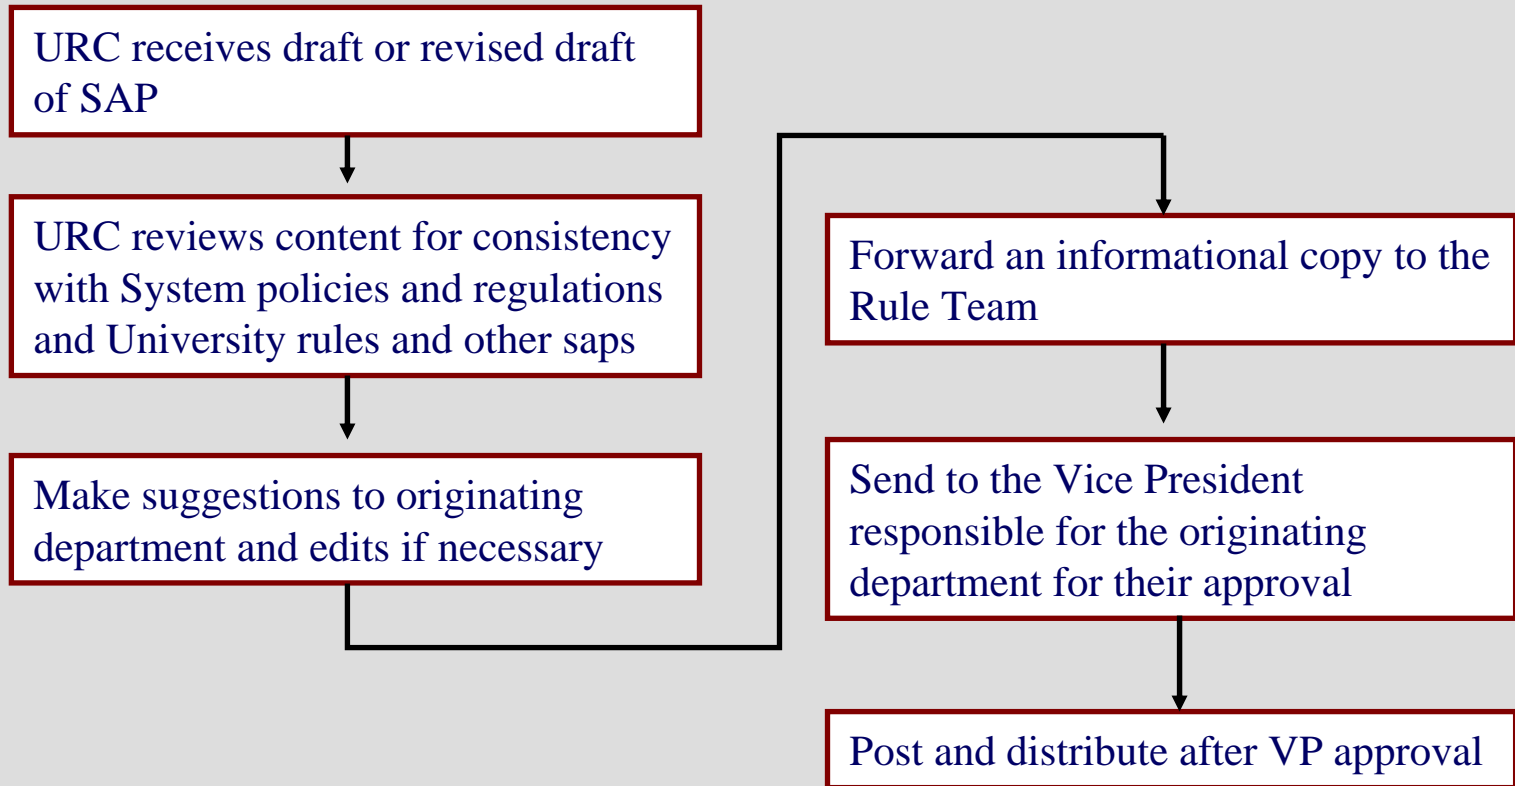 URC receives draft or revised draft
of SAP
URC reviews content for consistency
with System policies and regulations
and University rules and other saps
Make suggestions to originating
department and edits if necessary
Forward an informational copy to the
Rule Team
Send to the Vice President
responsible for the originating
department for their approval
Post and distribute after VP approval